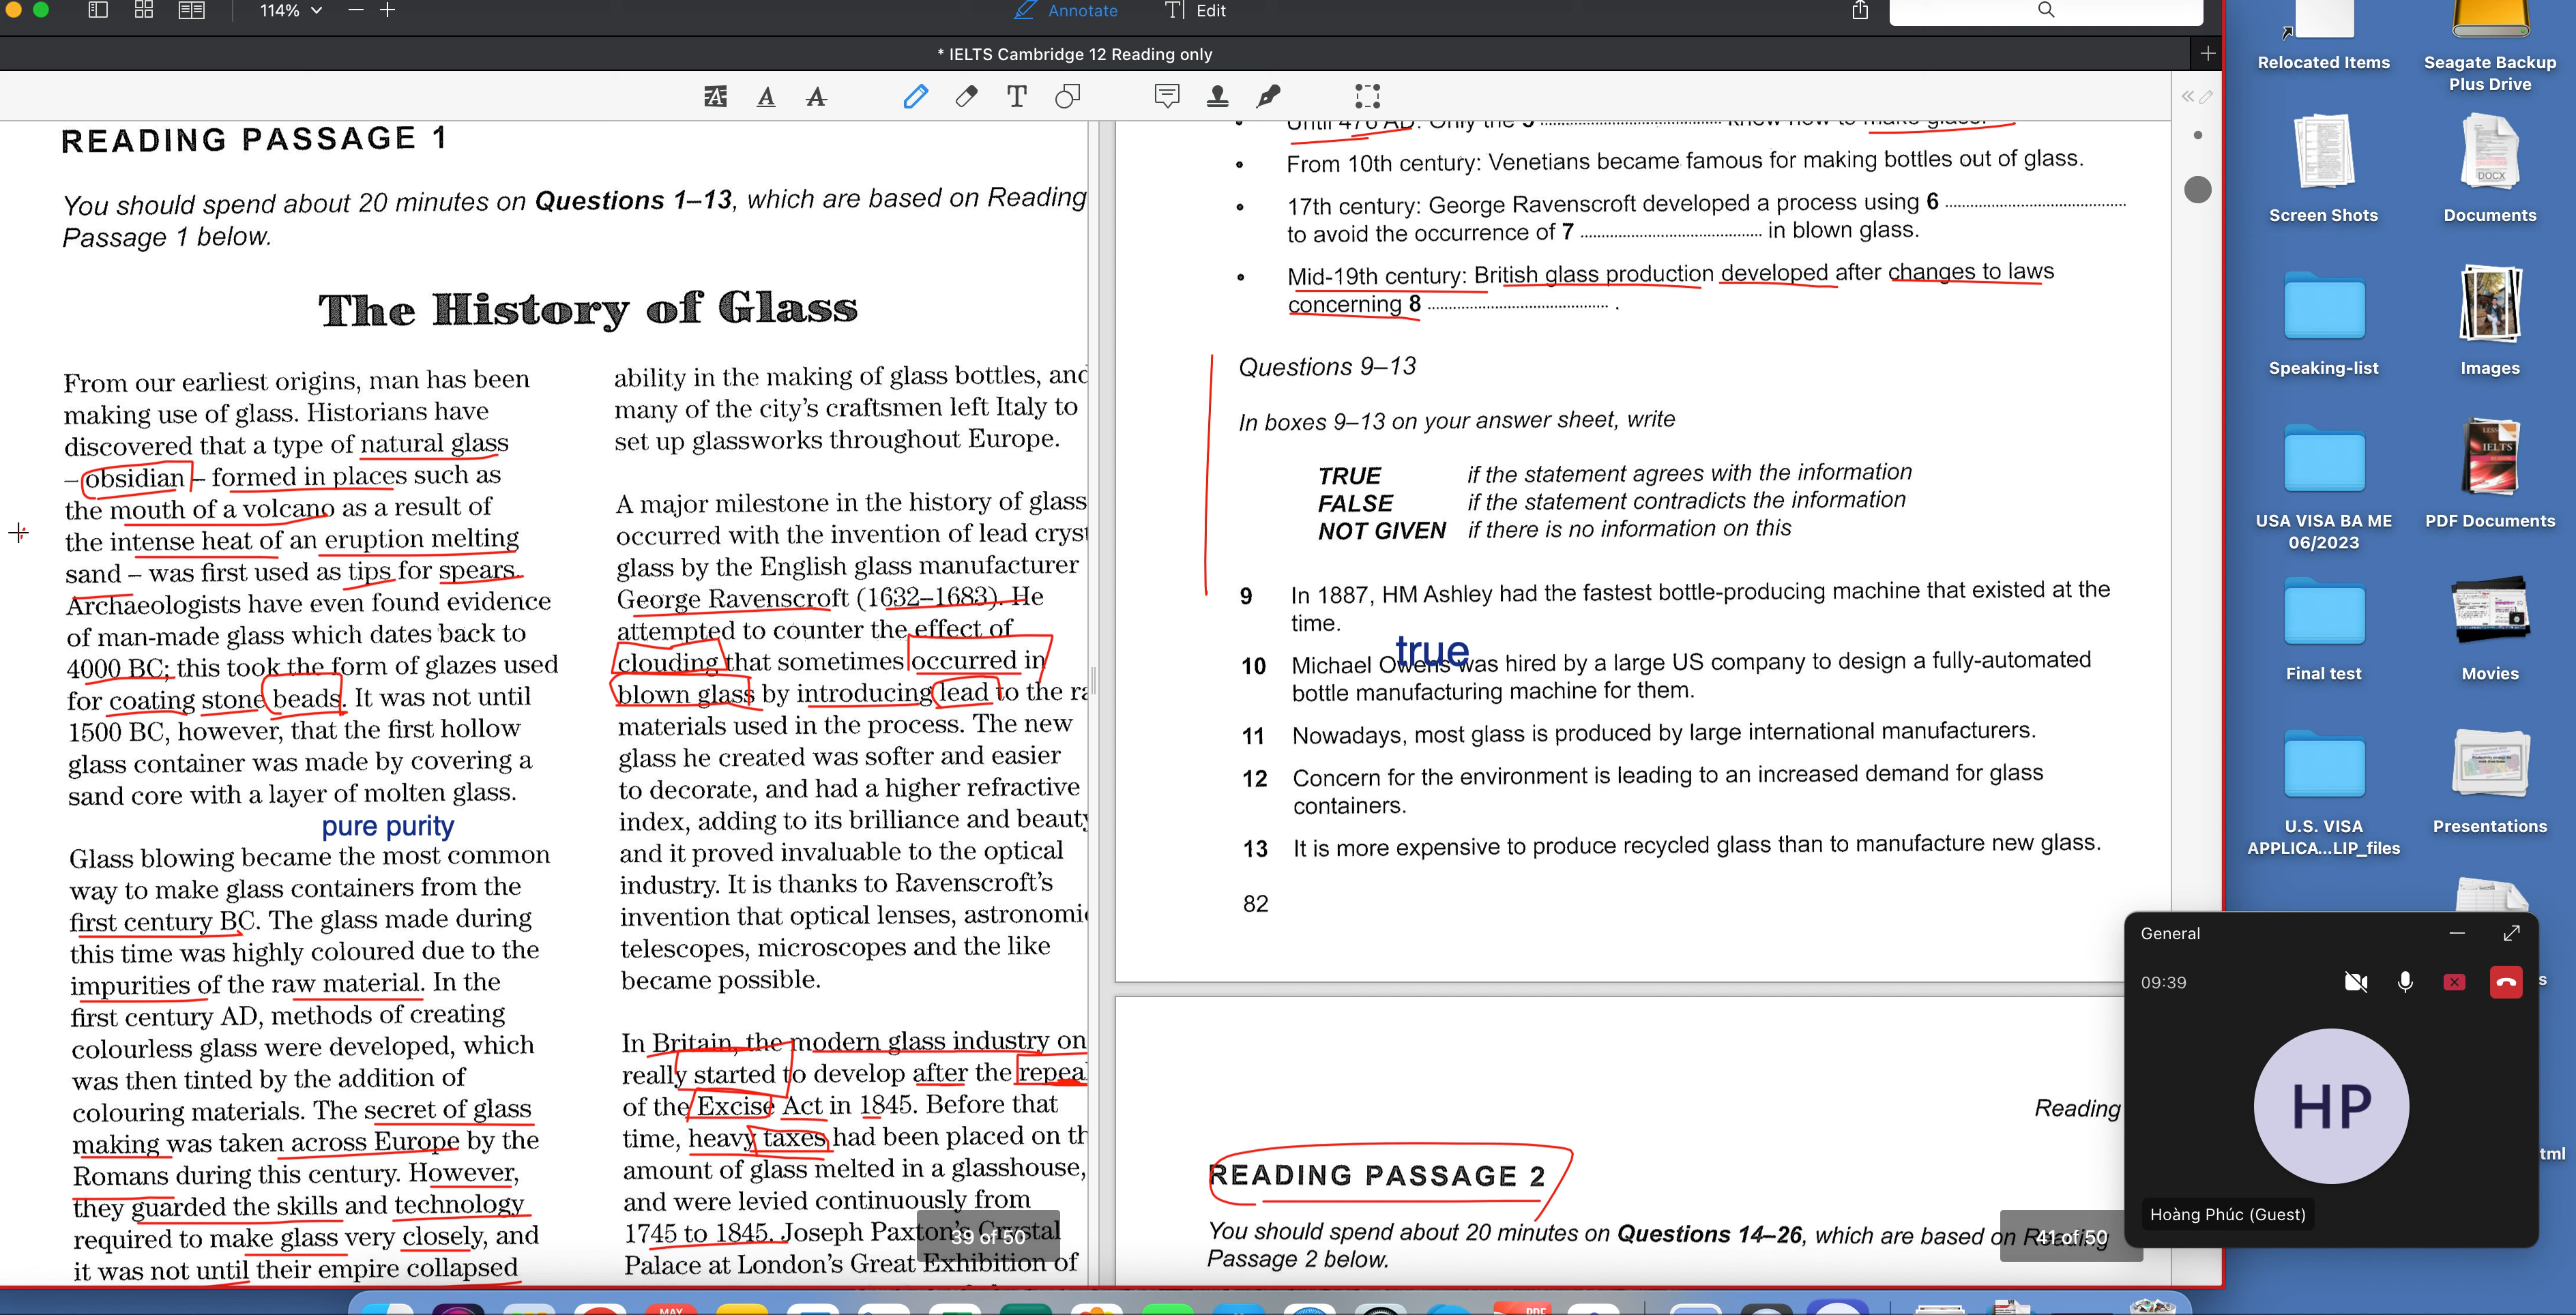 114%
Annotate
Edit
* IELTS Cambridge 12 Reading only
READING PASSAGE 1
You should spend about 20 minutes on Questions 1–13, which are based on Reading
Passage 1 below.
The History of Glass
From our earliest origins, man has been
making use of glass. Historians have
discovered that a type of natural glass
– obsidian – formed in places such as
the mouth of a volcano as a result of
the intense heat of an eruption melting
sand – was first used as tips for spears.
Archaeologists have even found evidence
of man-made glass which dates back to
4000 BC; this took the form of glazes used
for coating stone beads. It was not until
1500 BC, however, that the first hollow
glass container was made by covering a
sand core with a layer of molten glass.
pure purity
Glass blowing became the most common
way to make glass containers from the
first century BC. The glass made during
this time was highly coloured due to the
impurities of the raw material. In the
first century AD, methods of creating
colourless glass were developed, which
was then tinted by the addition of
colouring materials. The secret of glass
making was taken across Europe by the
Romans during this century. However,
they guarded the skills and technology
required to make glass very closely, and
it was not until their empire collapsed
ability in the making of glass bottles, and
many of the city's craftsmen left Italy to
set up glassworks throughout Europe.
A major milestone in the history of glass
occurred with the invention of lead cryst
glass by the English glass manufacturer
George Ravenscroft (1632–1683). He
attempted to counter the effect of
clouding that sometimes occurred in
blown glass by introducing lead to the ra
materials used in the process. The new
glass he created was softer and easier
to decorate, and had a higher refractive
index, adding to its brilliance and beauty
and it proved invaluable to the optical
industry. It is thanks to Ravenscroft's
invention that optical lenses, astronomic
telescopes, microscopes and the like
became possible.
In Britain, the modern glass industry on
really started to develop after the repeal
of the Excise Act in 1845. Before that
time, heavy taxes had been placed on th
amount of glass melted in a glasshouse,
and were levied continuously from
1745 to 1845. Joseph Paxton's Crystal
Palace at London's Great Exhibition of
39 of 50
• Until 476 AD: Only the 5 .......... knew how to make glass.
• From 10th century: Venetians became famous for making bottles out of glass.
• 17th century: George Ravenscroft developed a process using 6 ..........
to avoid the occurrence of 7 .......... in blown glass.
• Mid-19th century: British glass production developed after changes to laws
concerning 8 .......... .
Questions 9–13
In boxes 9–13 on your answer sheet, write
TRUE if the statement agrees with the information
FALSE if the statement contradicts the information
NOT GIVEN if there is no information on this
9 In 1887, HM Ashley had the fastest bottle-producing machine that existed at the
time.
true
10 Michael Owens was hired by a large US company to design a fully-automated
bottle manufacturing machine for them.
11 Nowadays, most glass is produced by large international manufacturers.
12 Concern for the environment is leading to an increased demand for glass
containers.
13 It is more expensive to produce recycled glass than to manufacture new glass.
82
Reading
READING PASSAGE 2
You should spend about 20 minutes on Questions 14–26, which are based on Reading
Passage 2 below.
41 of 50
Relocated Items
Seagate Backup
Plus Drive
Screen Shots
DOCX
Documents
Speaking-list
Images
IELTS
USA VISA BA ME
06/2023
PDF Documents
Final test
Movies
U.S. VISA
APPLICA...LIP_files
Presentations
s
tml
General
09:39
HP
Hoàng Phúc (Guest)
MAY
PDF